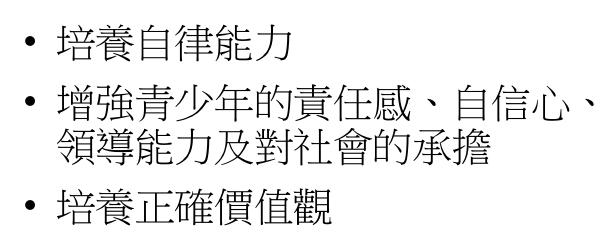 • 培養自律能力
• 增強青少年的責任感、自信心、
領導能力及對社會的承擔
• 培養正確價值觀